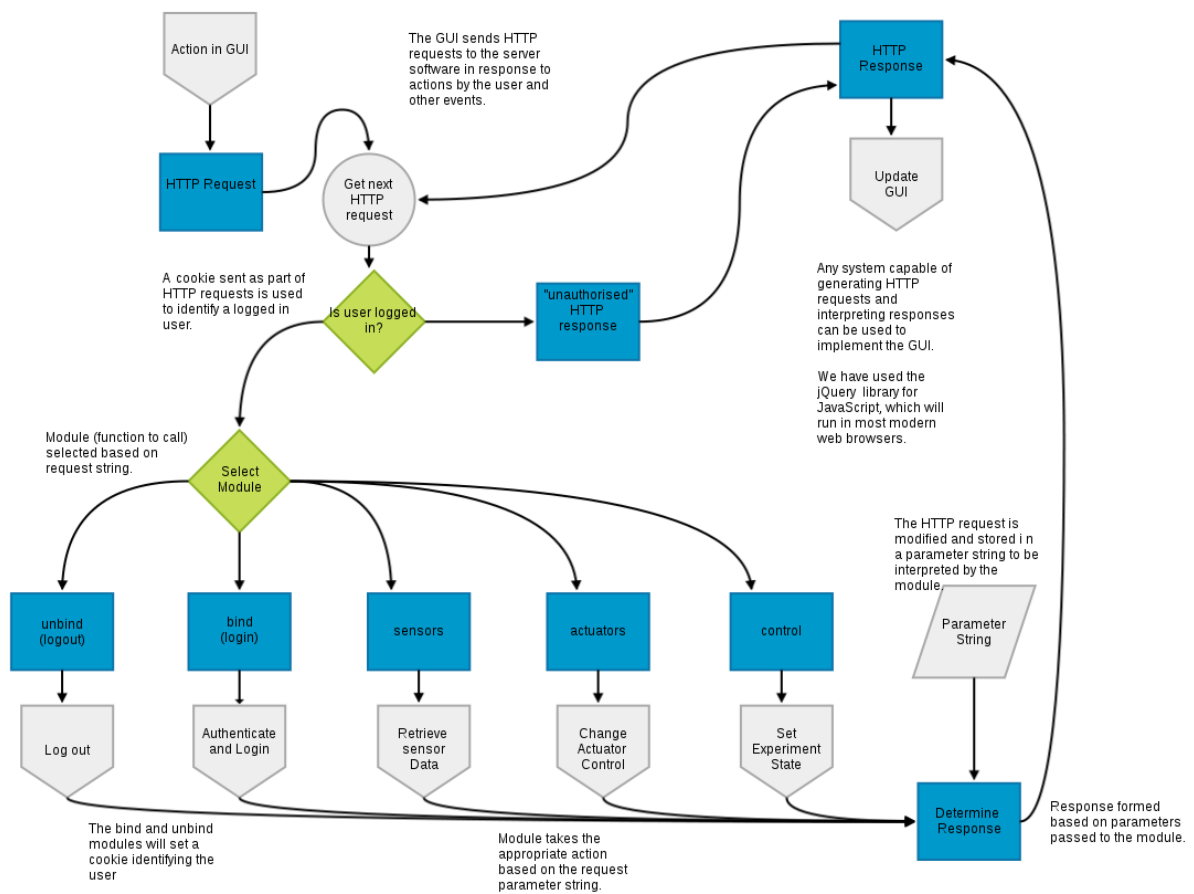 Action in GUI
The GUI sends HTTP
requests to the server
software in response to
actions by the user and
other events.
HTTP
Response
HTTP Request
Get next
HTTP
request
Update
GUI
A cookie sent as part of
HTTP requests is used
to identify a logged in
user.
Is user logged
in?
"unauthorised"
HTTP
response
Any system capable of
generating HTTP
requests and
interpreting responses
can be used to
implement the GUI.
We have used the
jQuery library for
JavaScript, which will
run in most modern
web browsers.
Module (function to call)
selected based on
request string.
Select
Module
The HTTP request is
modified and stored i n
a parameter string to be
interpreted by the
module.
unbind
(logout)
bind
(login)
sensors
actuators
control
Parameter
String
Log out
Authenticate
and Login
Retrieve
sensor
Data
Change
Actuator
Control
Set
Experiment
State
Determine
Response
Response formed
based on parameters
passed to the module.
The bind and unbind
modules will set a
cookie identifying the
user
Module takes the
appropriate action
based on the request
parameter string.